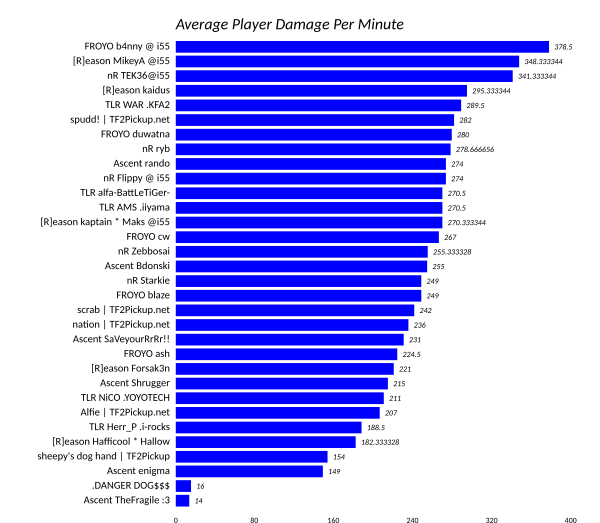 Average Player Damage Per Minute
FROYO b4nny @ i55 378.5
[R]eason MikeyA @i55 348.333344
nR TEK36@i55 341.333344
[R]eason kaidus 295.333344
TLR WAR .KFA2 289.5
spudd! | TF2Pickup.net 282
FROYO duwatna 280
nR ryb 278.666656
Ascent rando 274
nR Flippy @ i55 274
TLR alfa-BattLeTiGer- 270.5
TLR AMS .iiyama 270.5
[R]eason kaptain * Maks @i55 270.333344
FROYO cw 267
nR Zebbosai 255.333328
Ascent Bdonski 255
nR Starkie 249
FROYO blaze 249
scrab | TF2Pickup.net 242
nation | TF2Pickup.net 236
Ascent SaVeyourRrRr!! 231
FROYO ash 224.5
[R]eason Forsak3n 221
Ascent Shrugger 215
TLR NiCO .YOYOTECH 211
Alfie | TF2Pickup.net 207
TLR Herr_P .i-rocks 188.5
[R]eason Hafficool * Hallow 182.333328
sheepy's dog hand | TF2Pickup 154
Ascent enigma 149
.DANGER DOG$$$ 16
Ascent TheFragile :3 14
0 80 160 240 320 400